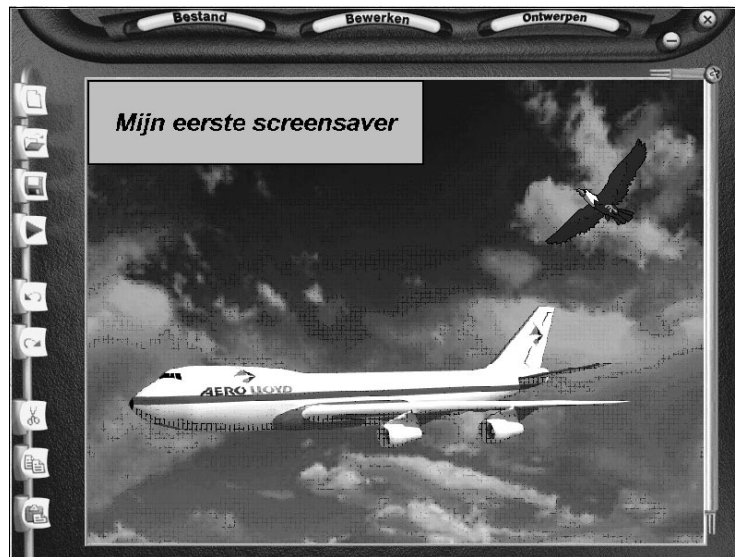 Bestand
Bewerken
Ontwerpen
Mijn eerste screensaver
AERO LLOYD